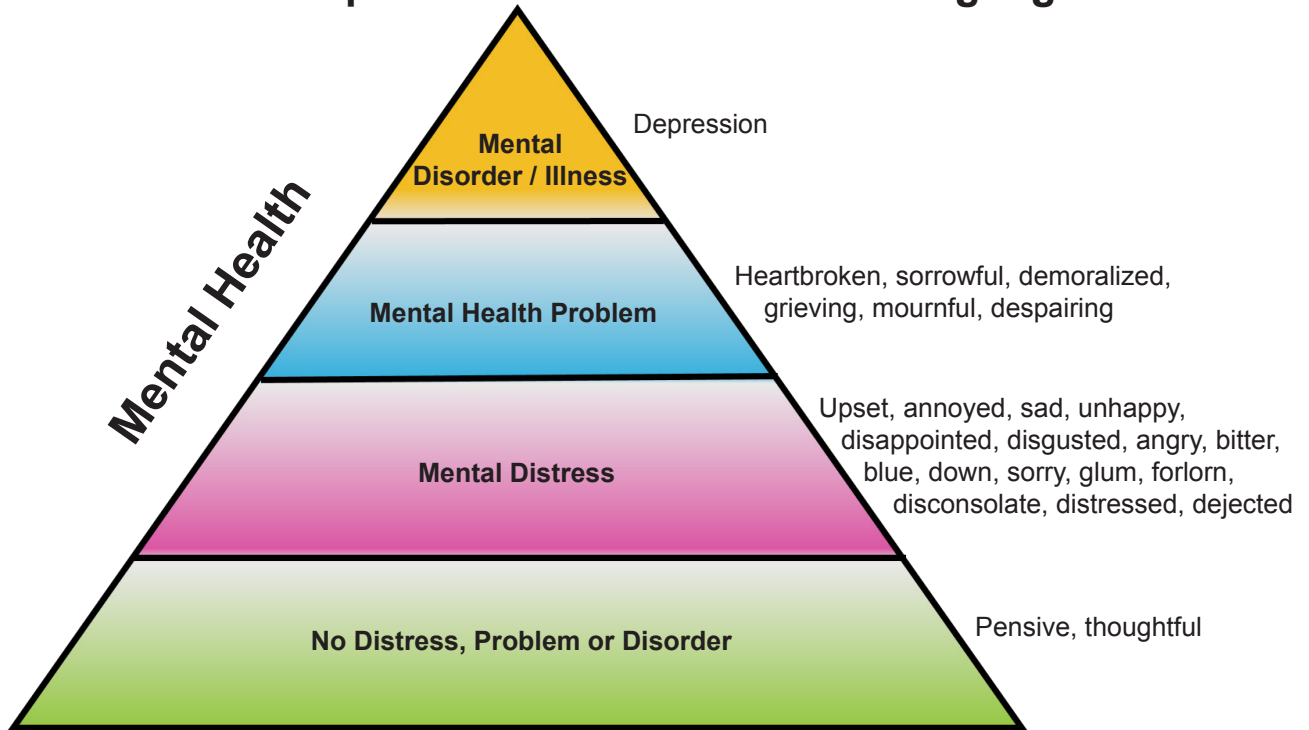 Depression
Mental
Disorder / Illness
Mental Health
Heartbroken, sorrowful, demoralized,
grieving, mournful, despairing
Mental Health Problem
Upset, annoyed, sad, unhappy,
disappointed, disgusted, angry, bitter,
blue, down, sorry, glum, forlorn,
disconsolate, distressed, dejected
Mental Distress
Pensive, thoughtful
No Distress, Problem or Disorder